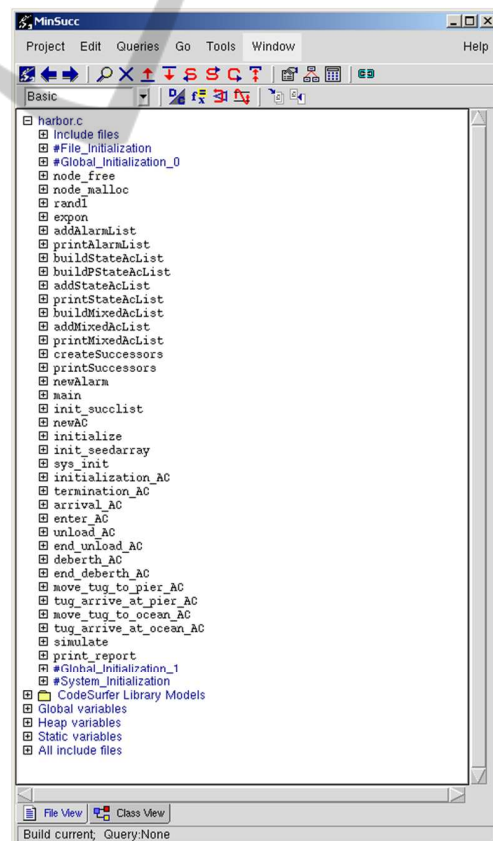 MinSucc
Project Edit Queries Go Tools Window Help
Basic
harbor.c
Include files
#File_Initialization
#Global_Initialization_0
node_free
node_malloc
rand1
expon
addAlarmList
printAlarmList
buildStateAcList
buildPStateAcList
addStateAcList
printStateAcList
buildMixedAcList
addMixedAcList
printMixedAcList
createSuccessors
printSuccessors
newAlarm
main
init_succlist
newAC
initialize
init_seedarray
sys_init
initialization_AC
termination_AC
arrival_AC
enter_AC
unload_AC
end_unload_AC
deberth_AC
end_deberth_AC
move_tug_to_pier_AC
tug_arrive_at_pier_AC
move_tug_to_ocean_AC
tug_arrive_at_ocean_AC
simulate
print_report
#Global_Initialization_1
#System_Initialization
CodeSurfer Library Models
Global variables
Heap variables
Static variables
All include files
File View Class View
Build current; Query:None